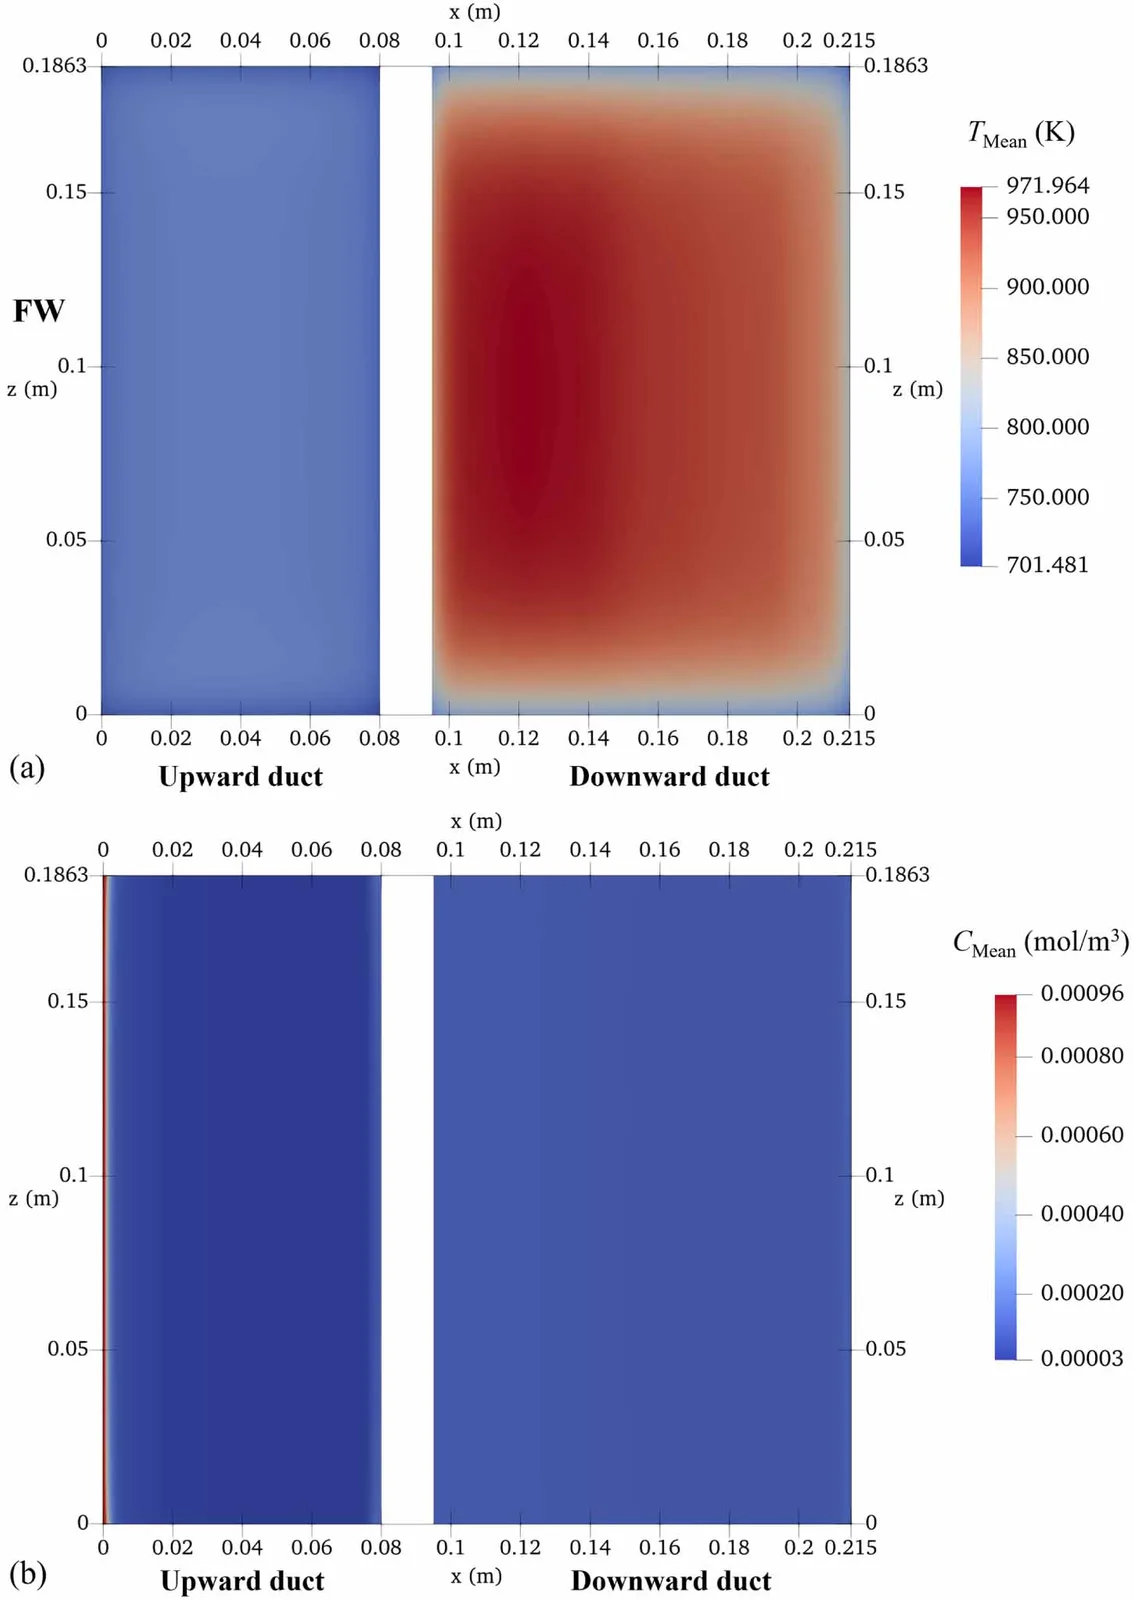 x (m)
0 0.02 0.04 0.06 0.08 0.1 0.12 0.14 0.16 0.18 0.2 0.215
0.1863 0.1863
T Mean (K)
971.964
0.15 0.15 950.000
900.000
FW
0.1 0.1 850.000
z (m) z (m)
800.000
750.000
0.05 0.05
701.481
0 0
0 0.02 0.04 0.06 0.08 0.1 0.12 0.14 0.16 0.18 0.2 0.215
(a) Upward duct x (m) Downward duct
x (m)
0 0.02 0.04 0.06 0.08 0.1 0.12 0.14 0.16 0.18 0.2 0.215
0.1863 0.1863
C Mean (mol/m³)
0.15 0.15 0.00096
0.00080
0.00060
0.1 0.1
z (m) z (m)
0.00040
0.00020
0.05 0.05
0.00003
0 0
0 0.02 0.04 0.06 0.08 0.1 0.12 0.14 0.16 0.18 0.2 0.215
(b) Upward duct x (m) Downward duct